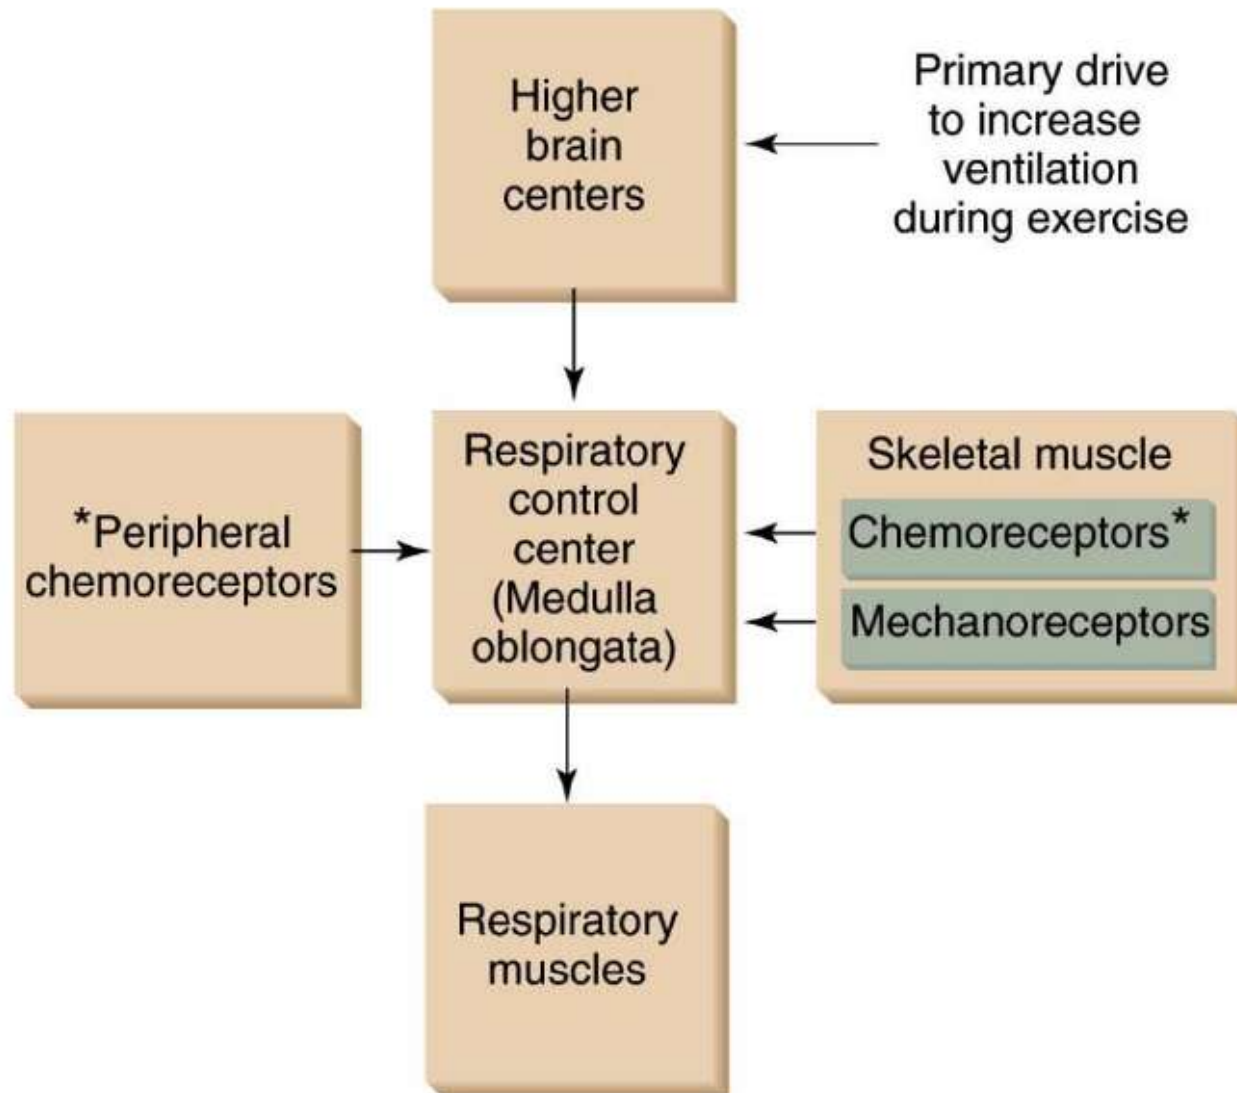 Higher
brain
centers
Primary drive
to increase
ventilation
during exercise
*Peripheral
chemoreceptors
Respiratory
control
center
(Medulla
oblongata)
Skeletal muscle
Chemoreceptors*
Mechanoreceptors
Respiratory
muscles